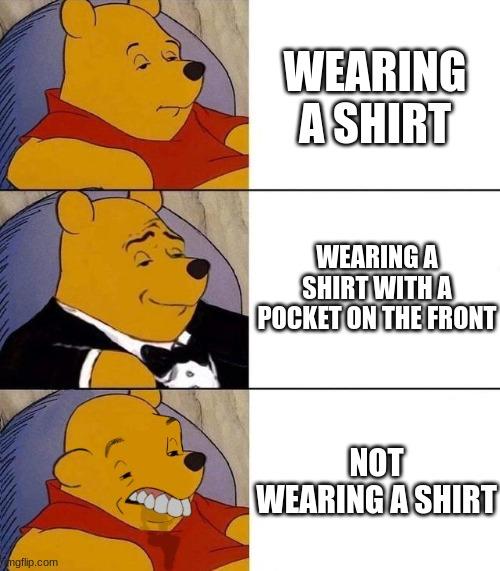 WEARING
A SHIRT
WEARING A
SHIRT WITH A
POCKET ON THE FRONT
NOT
WEARING A SHIRT
imgflip.com